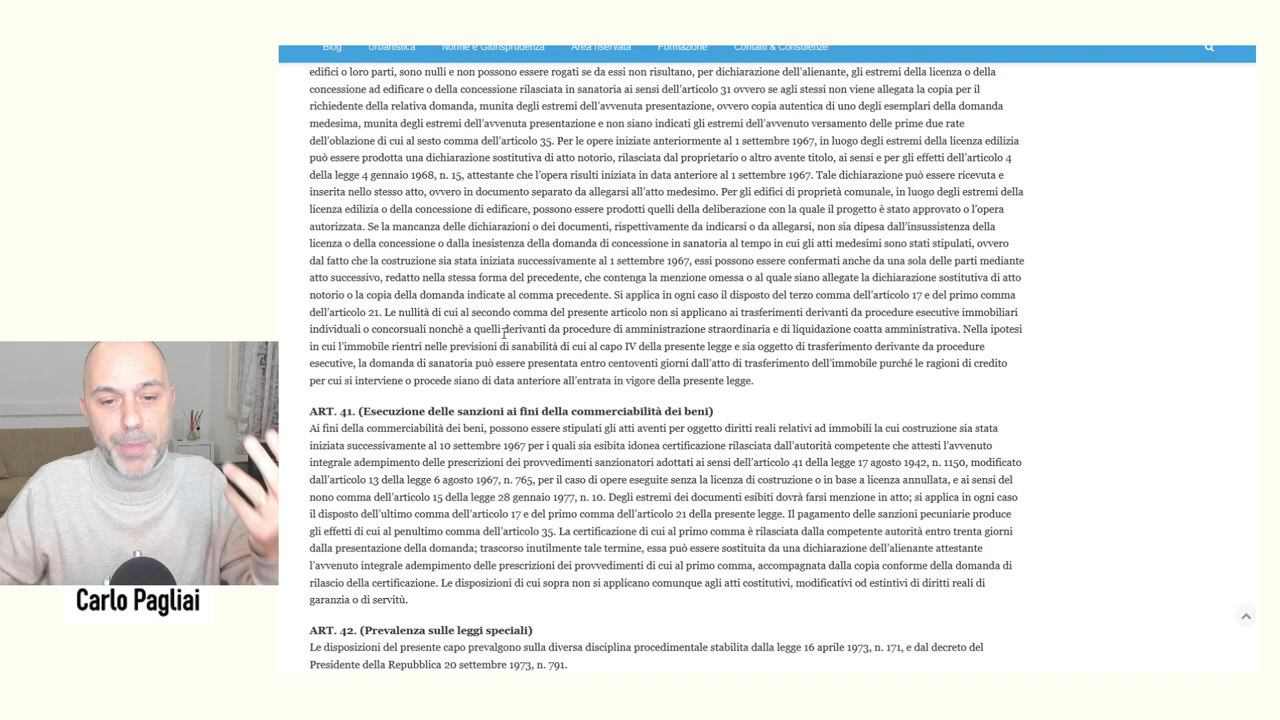 Blog Urbanistica Norme e Giurisprudenza Area riservata Formazione Contatti & Consulenze
edifici o loro parti, sono nulli e non possono essere rogati se da essi non risultano, per dichiarazione dell'alienante, gli estremi della licenza o della
concessione ad edificare o della concessione rilasciata in sanatoria ai sensi dell'articolo 31 ovvero se agli stessi non viene allegata la copia per il
richiedente della relativa domanda, munita degli estremi dell'avvenuta presentazione, ovvero copia autentica di uno degli esemplari della domanda
medesima, munita degli estremi dell'avvenuta presentazione e non siano indicati gli estremi dell'avvenuto versamento delle prime due rate
dell'oblazione di cui al sesto comma dell'articolo 35. Per le opere iniziate anteriormente al 1 settembre 1967, in luogo degli estremi della licenza edilizia
può essere prodotta una dichiarazione sostitutiva di atto notorio, rilasciata dal proprietario o altro avente titolo, ai sensi e per gli effetti dell'articolo 4
della legge 4 gennaio 1968, n. 15, attestante che l'opera risulti iniziata in data anteriore al 1 settembre 1967. Tale dichiarazione può essere ricevuta e
inserita nello stesso atto, ovvero in documento separato da allegarsi all'atto medesimo. Per gli edifici di proprietà comunale, in luogo degli estremi della
licenza edilizia o della concessione di edificare, possono essere prodotti quelli della deliberazione con la quale il progetto è stato approvato o l'opera
autorizzata. Se la mancanza delle dichiarazioni o dei documenti, rispettivamente da indicarsi o da allegarsi, non sia dipesa dall'insussistenza della
licenza o della concessione o dalla inesistenza della domanda di concessione in sanatoria al tempo in cui gli atti medesimi sono stati stipulati, ovvero
dal fatto che la costruzione sia stata iniziata successivamente al 1 settembre 1967, essi possono essere confermati anche da una sola delle parti mediante
atto successivo, redatto nella stessa forma del precedente, che contenga la menzione omessa o al quale siano allegate la dichiarazione sostitutiva di atto
notorio o la copia della domanda indicate al comma precedente. Si applica in ogni caso il disposto del terzo comma dell'articolo 17 e del primo comma
dell'articolo 21. Le nullità di cui al secondo comma del presente articolo non si applicano ai trasferimenti derivanti da procedure esecutive immobiliari
individuali o concorsuali nonchè a quelli derivanti da procedure di amministrazione straordinaria e di liquidazione coatta amministrativa. Nella ipotesi
in cui l'immobile rientri nelle previsioni di sanabilità di cui al capo IV della presente legge e sia oggetto di trasferimento derivante da procedure
esecutive, la domanda di sanatoria può essere presentata entro centoventi giorni dall'atto di trasferimento dell'immobile purché le ragioni di credito
per cui si interviene o procede siano di data anteriore all'entrata in vigore della presente legge.
ART. 41. (Esecuzione delle sanzioni ai fini della commerciabilità dei beni)
Ai fini della commerciabilità dei beni, possono essere stipulati gli atti aventi per oggetto diritti reali relativi ad immobili la cui costruzione sia stata
iniziata successivamente al 10 settembre 1967 per i quali sia esibita idonea certificazione rilasciata dall'autorità competente che attesti l'avvenuto
integrale adempimento delle prescrizioni dei provvedimenti sanzionatori adottati ai sensi dell'articolo 41 della legge 17 agosto 1942, n. 1150, modificato
dall'articolo 13 della legge 6 agosto 1967, n. 765, per il caso di opere eseguite senza la licenza di costruzione o in base a licenza annullata, e ai sensi del
nono comma dell'articolo 15 della legge 28 gennaio 1977, n. 10. Degli estremi dei documenti esibiti dovrà farsi menzione in atto; si applica in ogni caso
il disposto dell'ultimo comma dell'articolo 17 e del primo comma dell'articolo 21 della presente legge. Il pagamento delle sanzioni pecuniarie produce
gli effetti di cui al penultimo comma dell'articolo 35. La certificazione di cui al primo comma è rilasciata dalla competente autorità entro trenta giorni
dalla presentazione della domanda; trascorso inutilmente tale termine, essa può essere sostituita da una dichiarazione dell'alienante attestante
l'avvenuto integrale adempimento delle prescrizioni dei provvedimenti di cui al primo comma, accompagnata dalla copia conforme della domanda di
rilascio della certificazione. Le disposizioni di cui sopra non si applicano comunque agli atti costitutivi, modificativi od estintivi di diritti reali di
garanzia o di servitù.
ART. 42. (Prevalenza sulle leggi speciali)
Le disposizioni del presente capo prevalgono sulla diversa disciplina procedimentale stabilita dalla legge 16 aprile 1973, n. 171, e dal decreto del
Presidente della Repubblica 20 settembre 1973, n. 791.
Carlo Pagliai